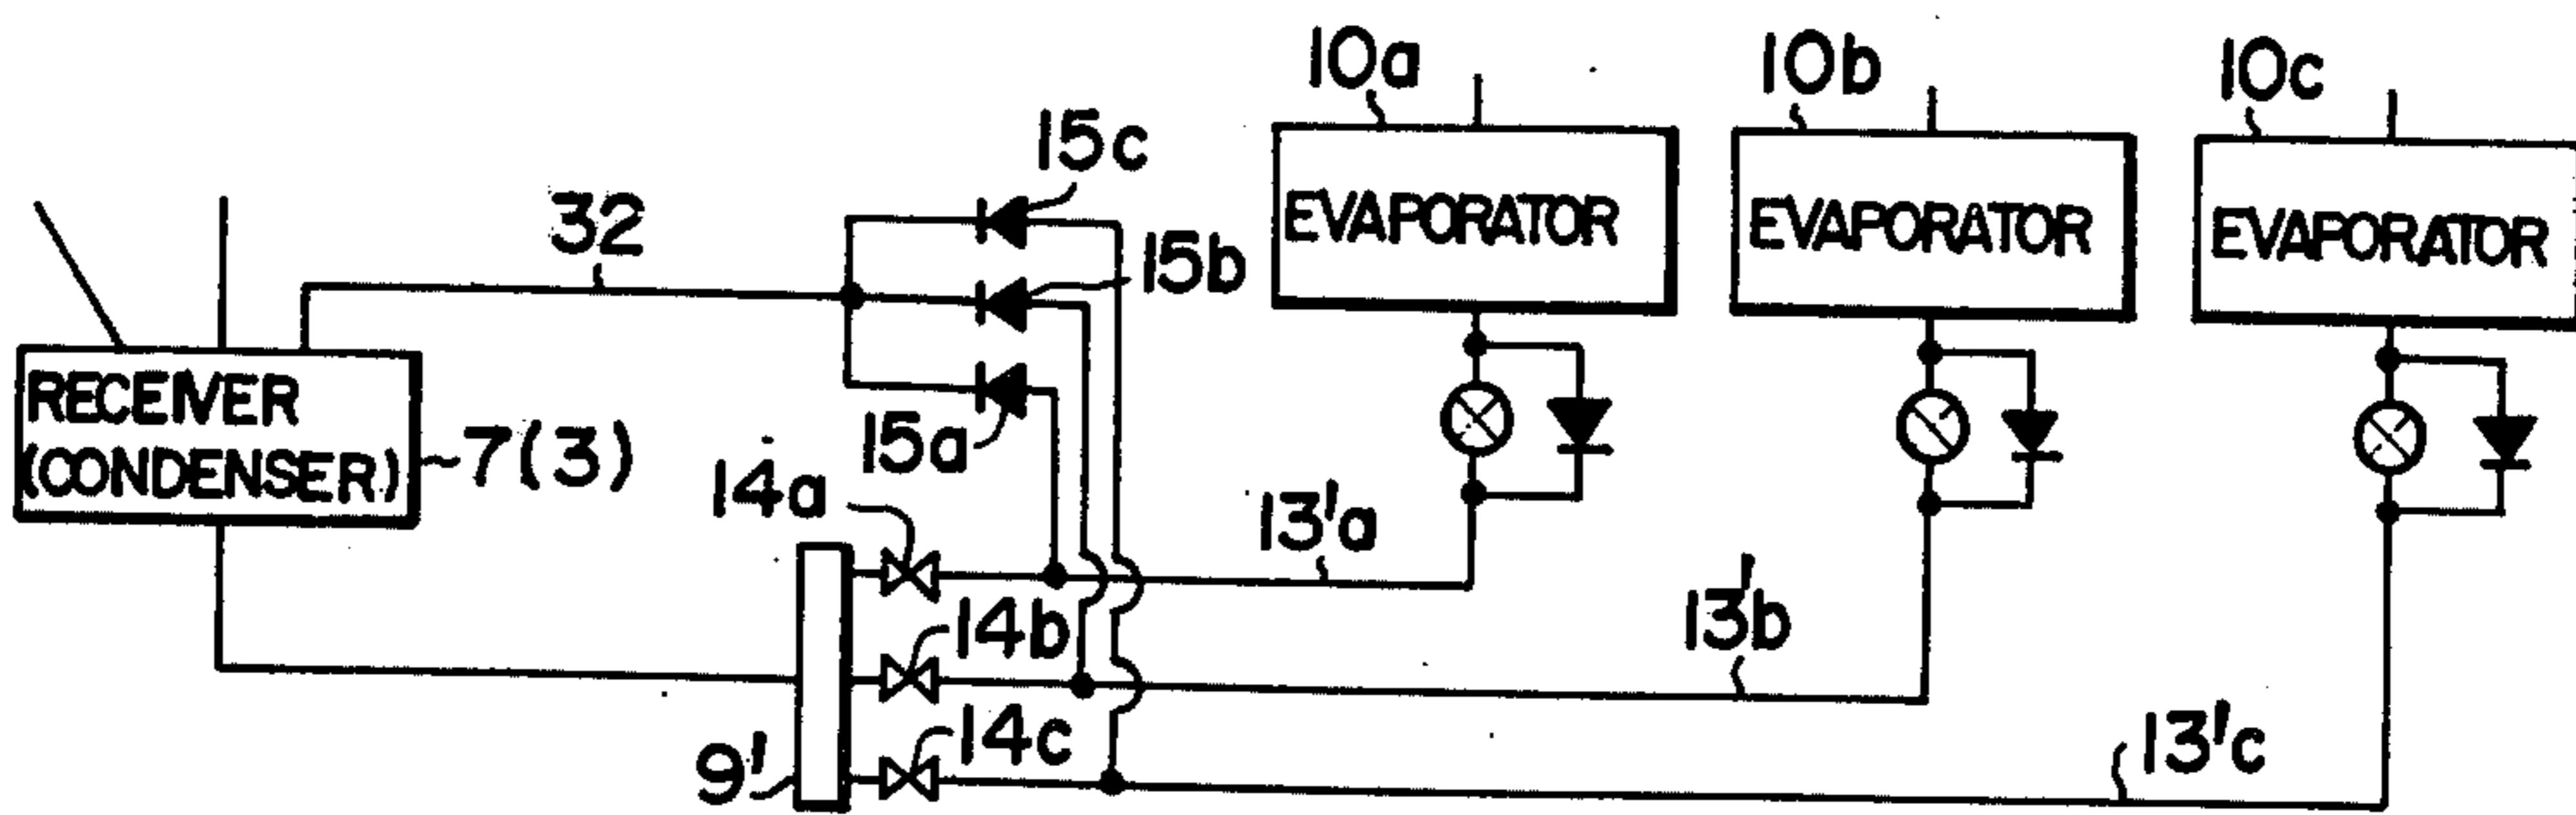 10a
10b
10c
15c
EVAPORATOR
EVAPORATOR
EVAPORATOR
32
15b
RECEIVER
(CONDENSER)
7(3)
15a
14a
13'a
14b
13'b
14c
13'c
9'